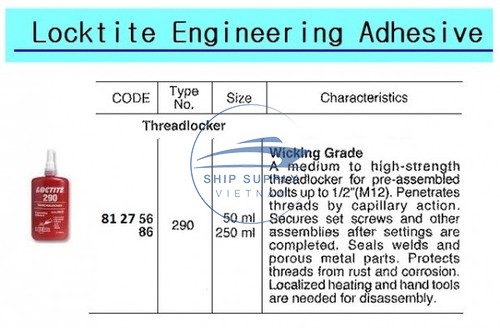 Locktite Engineering Adhesive
CODE Type No. Size Characteristics
Threadlocker
LOCTITE
290
81 27 56 290 50 ml
86 250 ml
Wicking Grade
A medium to high-strength
threadlocker for pre-assembled
bolts up to 1/2"(M12). Penetrates
threads by capillary action.
Secures set screws and other
assemblies after settings are
completed. Seals welds and
porous metal parts. Protects
threads from rust and corrosion.
Localized heating and hand tools
are needed for disassembly.
SHIP SUPPLY
VIETNAM